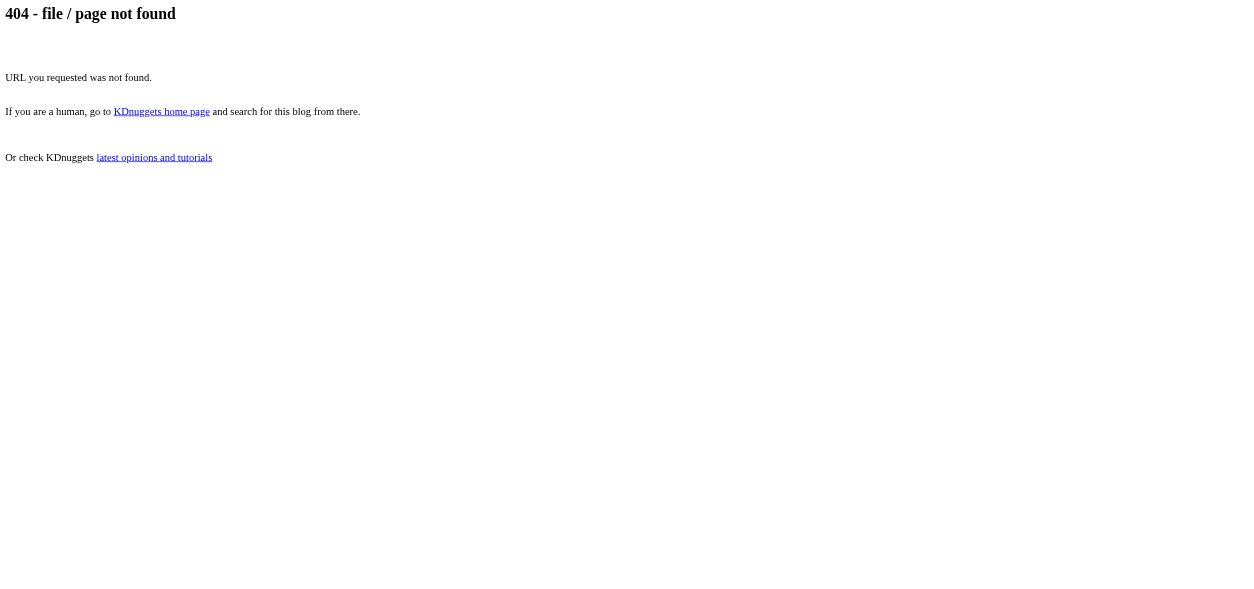 404 - file / page not found
URL you requested was not found.
If you are a human, go to KDnuggets home page and search for this blog from there.
Or check KDnuggets latest opinions and tutorials